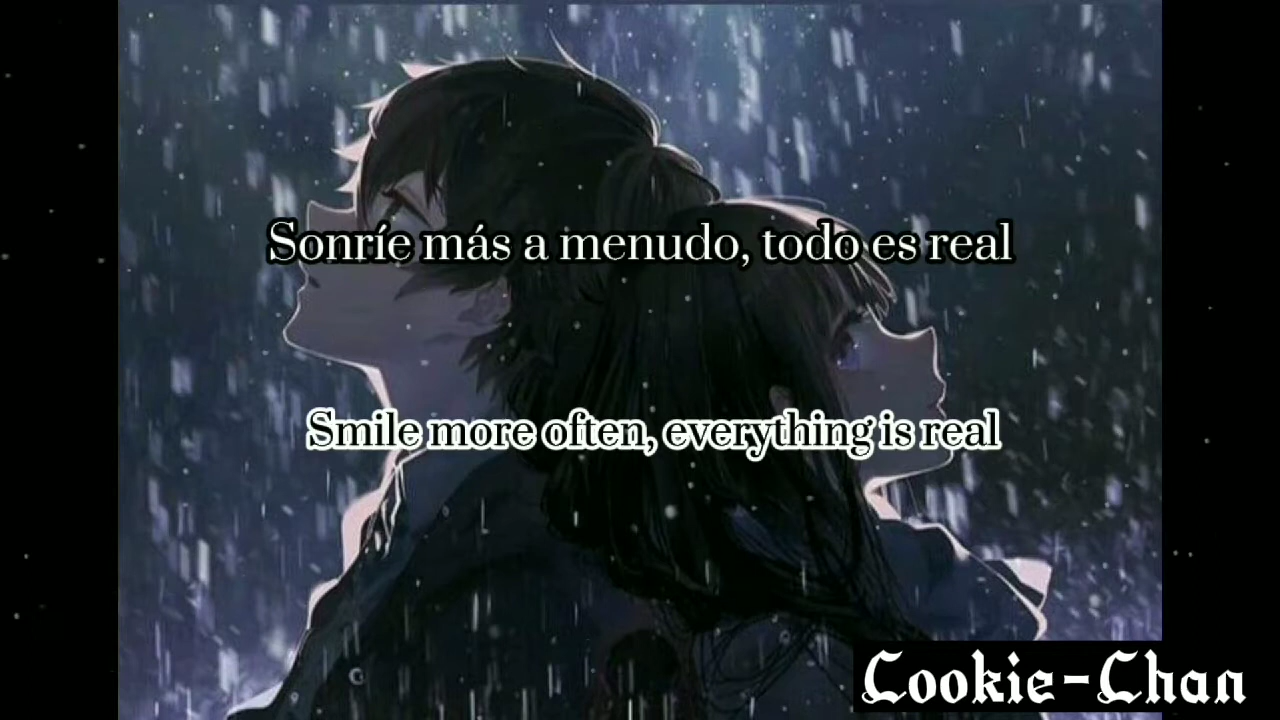 Sonríe más a menudo, todo es real
Smile more often, everything is real
Cookie-Chan